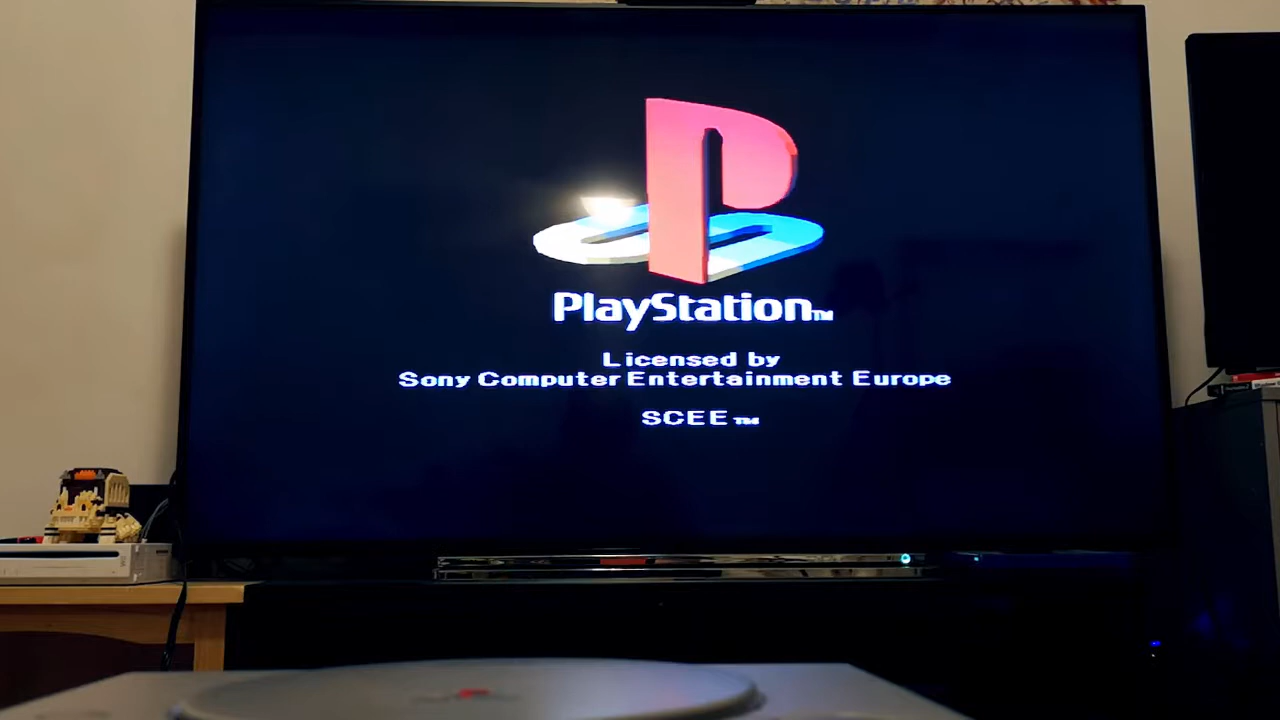 PlayStation™
Licensed by
Sony Computer Entertainment Europe
SCEE™